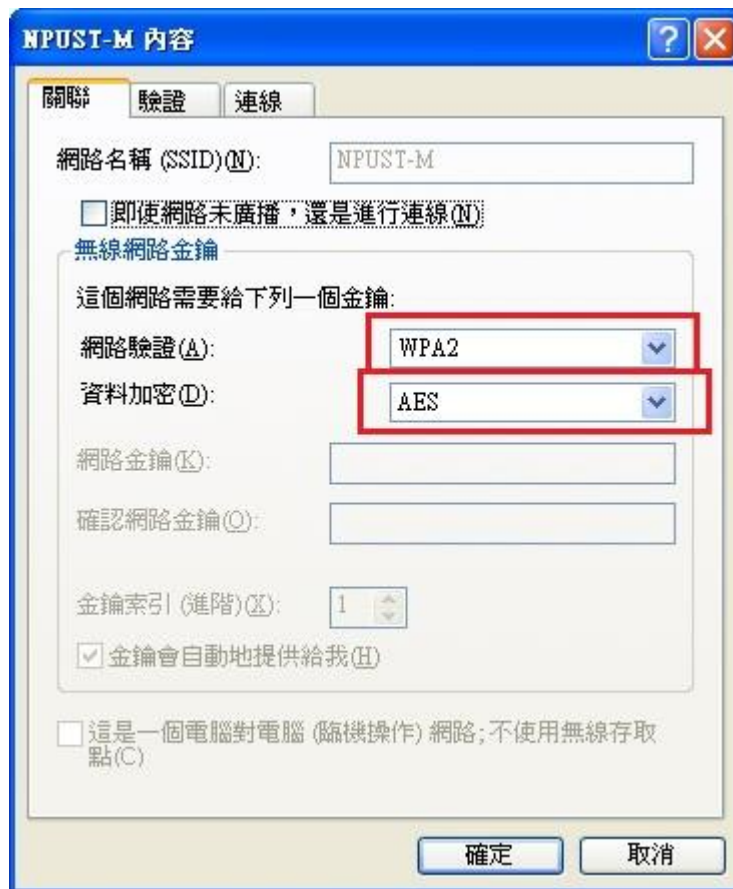 NPUST-M 內容
關聯 驗證 連線
網路名稱 (SSID)(N): NPUST-M
即使網路未廣播，還是進行連線(N)
無線網路金鑰
這個網路需要給下列一個金鑰:
網路驗證(A): WPA2
資料加密(D): AES
網路金鑰(K):
確認網路金鑰(O):
金鑰索引 (進階)(X): 1
金鑰會自動地提供給我(H)
這是一個電腦對電腦 (臨機操作) 網路;不使用無線存取
點(C)
確定 取消